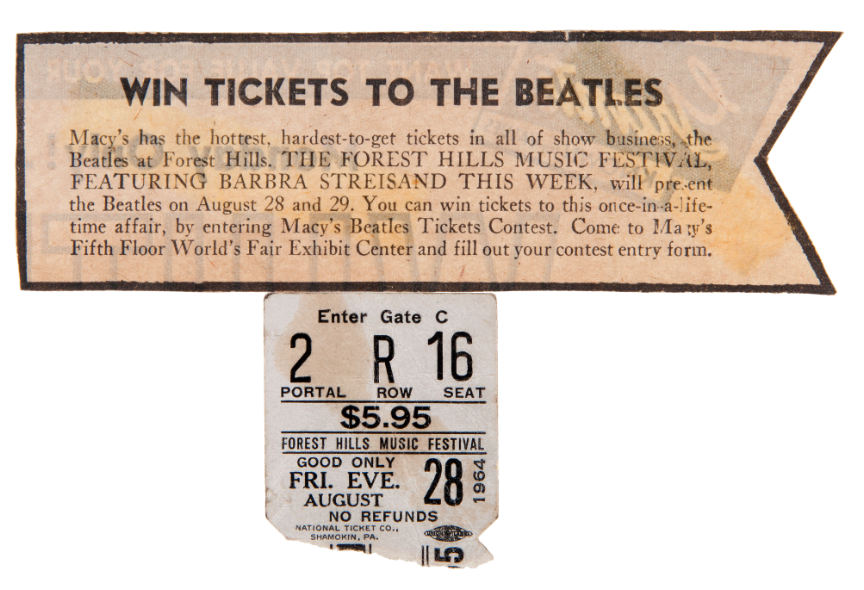 WIN TICKETS TO THE BEATLES
Macy's has the hottest, hardest-to-get tickets in all of show business, the
Beatles at Forest Hills. THE FOREST HILLS MUSIC FESTIVAL,
FEATURING BARBRA STREISAND THIS WEEK, will present
the Beatles on August 28 and 29. You can win tickets to this once-in-a-life-
time affair, by entering Macy's Beatles Tickets Contest. Come to Macy's
Fifth Floor World's Fair Exhibit Center and fill out your contest entry form.
Enter Gate C
2 R 16
PORTAL ROW SEAT
$5.95
FOREST HILLS MUSIC FESTIVAL
GOOD ONLY
FRI. EVE.
AUGUST
28
1964
NO REFUNDS
NATIONAL TICKET CO.,
SHAMOKIN, PA.